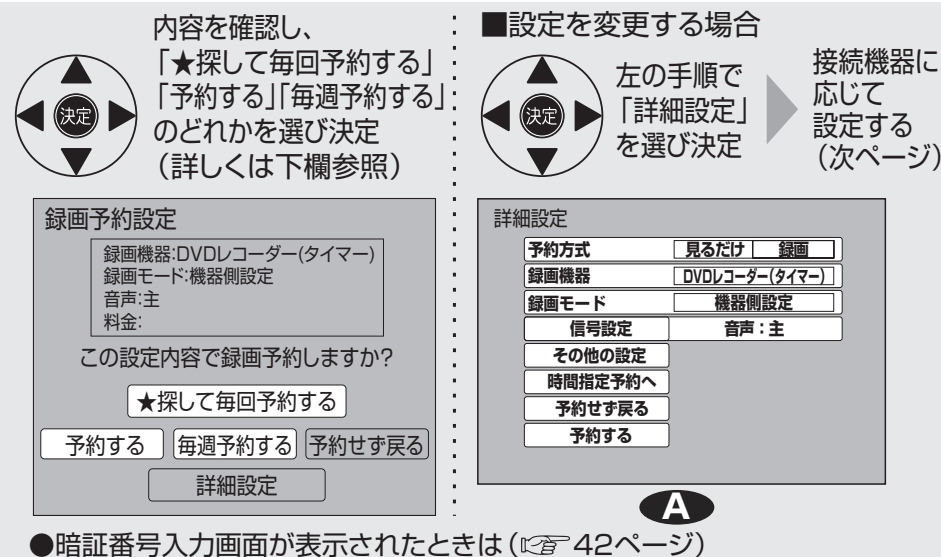 内容を確認し、
「★探して毎回予約する」
「予約する」「毎週予約する」
のどれかを選び決定
（詳しくは下欄参照）
決定
録画予約設定
録画機器:DVDレコーダー(タイマー)
録画モード:機器側設定
音声:主
料金:
この設定内容で録画予約しますか?
★探して毎回予約する
予約する 毎週予約する 予約せず戻る
詳細設定
■設定を変更する場合
決定
左の手順で
「詳細設定」
を選び決定
接続機器に
応じて
設定する
（次ページ）
詳細設定
予約方式 見るだけ 録画
録画機器 DVDレコーダー(タイマー)
録画モード 機器側設定
信号設定 音声：主
その他の設定
時間指定予約へ
予約せず戻る
予約する
A
●暗証番号入力画面が表示されたときは(☞42ページ)